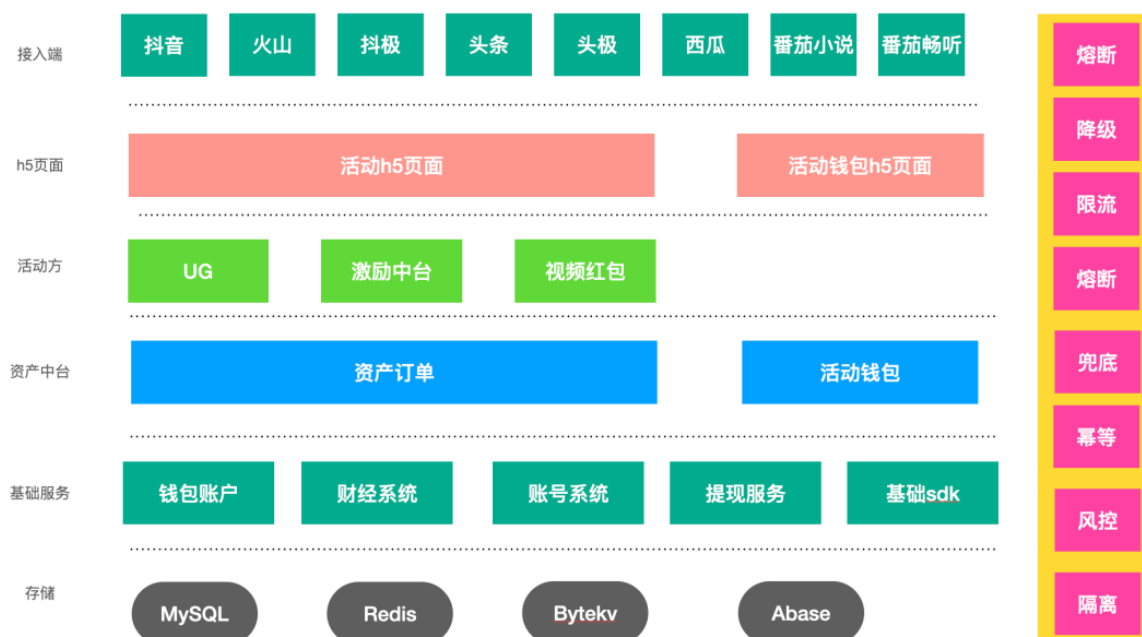 接入端
抖音
火山
抖极
头条
头极
西瓜
番茄小说
番茄畅听
h5页面
活动h5页面
活动钱包h5页面
活动方
UG
激励中台
视频红包
资产中台
资产订单
活动钱包
基础服务
钱包账户
财经系统
账号系统
提现服务
基础sdk
存储
MySQL
Redis
Bytekv
Abase
熔断
降级
限流
熔断
兜底
幂等
风控
隔离